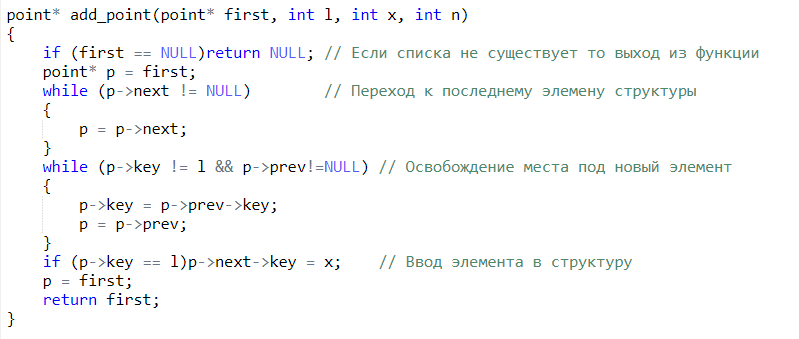 point* add_point(point* first, int l, int x, int n)
{
    if (first == NULL)return NULL; // Если списка не существует то выход из функции
    point* p = first;
    while (p->next != NULL)        // Переход к последнему элемену структуры
    {
        p = p->next;
    }
    while (p->key != l && p->prev!=NULL) // Освобождение места под новый элемент
    {
        p->key = p->prev->key;
        p = p->prev;
    }
    if (p->key == l)p->next->key = x;    // Ввод элемента в структуру
    p = first;
    return first;
}